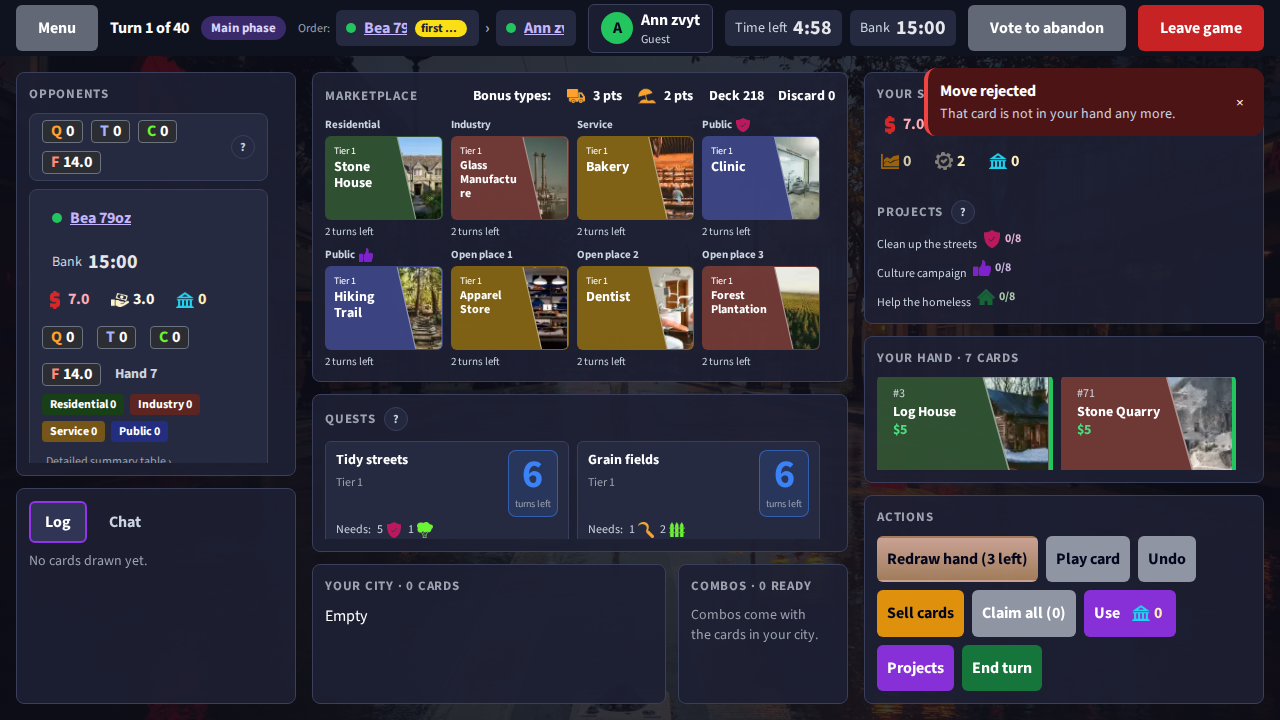 Menu
Turn 1 of 40
Main phase
Order:
Bea 79
first ...
›
Ann zv
A
Ann zvyt
Guest
Time left 4:58
Bank 15:00
Vote to abandon
Leave game
OPPONENTS
Q 0
T 0
C 0
?
F 14.0
Bea 79oz
Bank 15:00
7.0
3.0
0
Q 0
T 0
C 0
F 14.0
Hand 7
Residential 0
Industry 0
Service 0
Public 0
Detailed summary table ›
Log
Chat
No cards drawn yet.
MARKETPLACE
Bonus types:
3 pts
2 pts
Deck 218
Discard 0
Residential
Industry
Service
Public
Tier 1
Stone
House
Tier 1
Glass
Manufactu
re
Tier 1
Bakery
Tier 1
Clinic
2 turns left
2 turns left
2 turns left
2 turns left
Public
Open place 1
Open place 2
Open place 3
Tier 1
Hiking
Trail
Tier 1
Apparel
Store
Tier 1
Dentist
Tier 1
Forest
Plantation
2 turns left
2 turns left
2 turns left
2 turns left
QUESTS
?
Tidy streets
Tier 1
6
turns left
Needs: 5 1
Grain fields
Tier 1
6
turns left
Needs: 1 2
YOUR CITY · 0 CARDS
Empty
COMBOS · 0 READY
Combos come with
the cards in your city.
YOUR S
Move rejected
That card is not in your hand any more.
×
7.0
0
2
0
PROJECTS
?
Clean up the streets 0/8
Culture campaign 0/8
Help the homeless 0/8
YOUR HAND · 7 CARDS
#3
Log House
$5
#71
Stone Quarry
$5
ACTIONS
Redraw hand (3 left)
Play card
Undo
Sell cards
Claim all (0)
Use 0
Projects
End turn